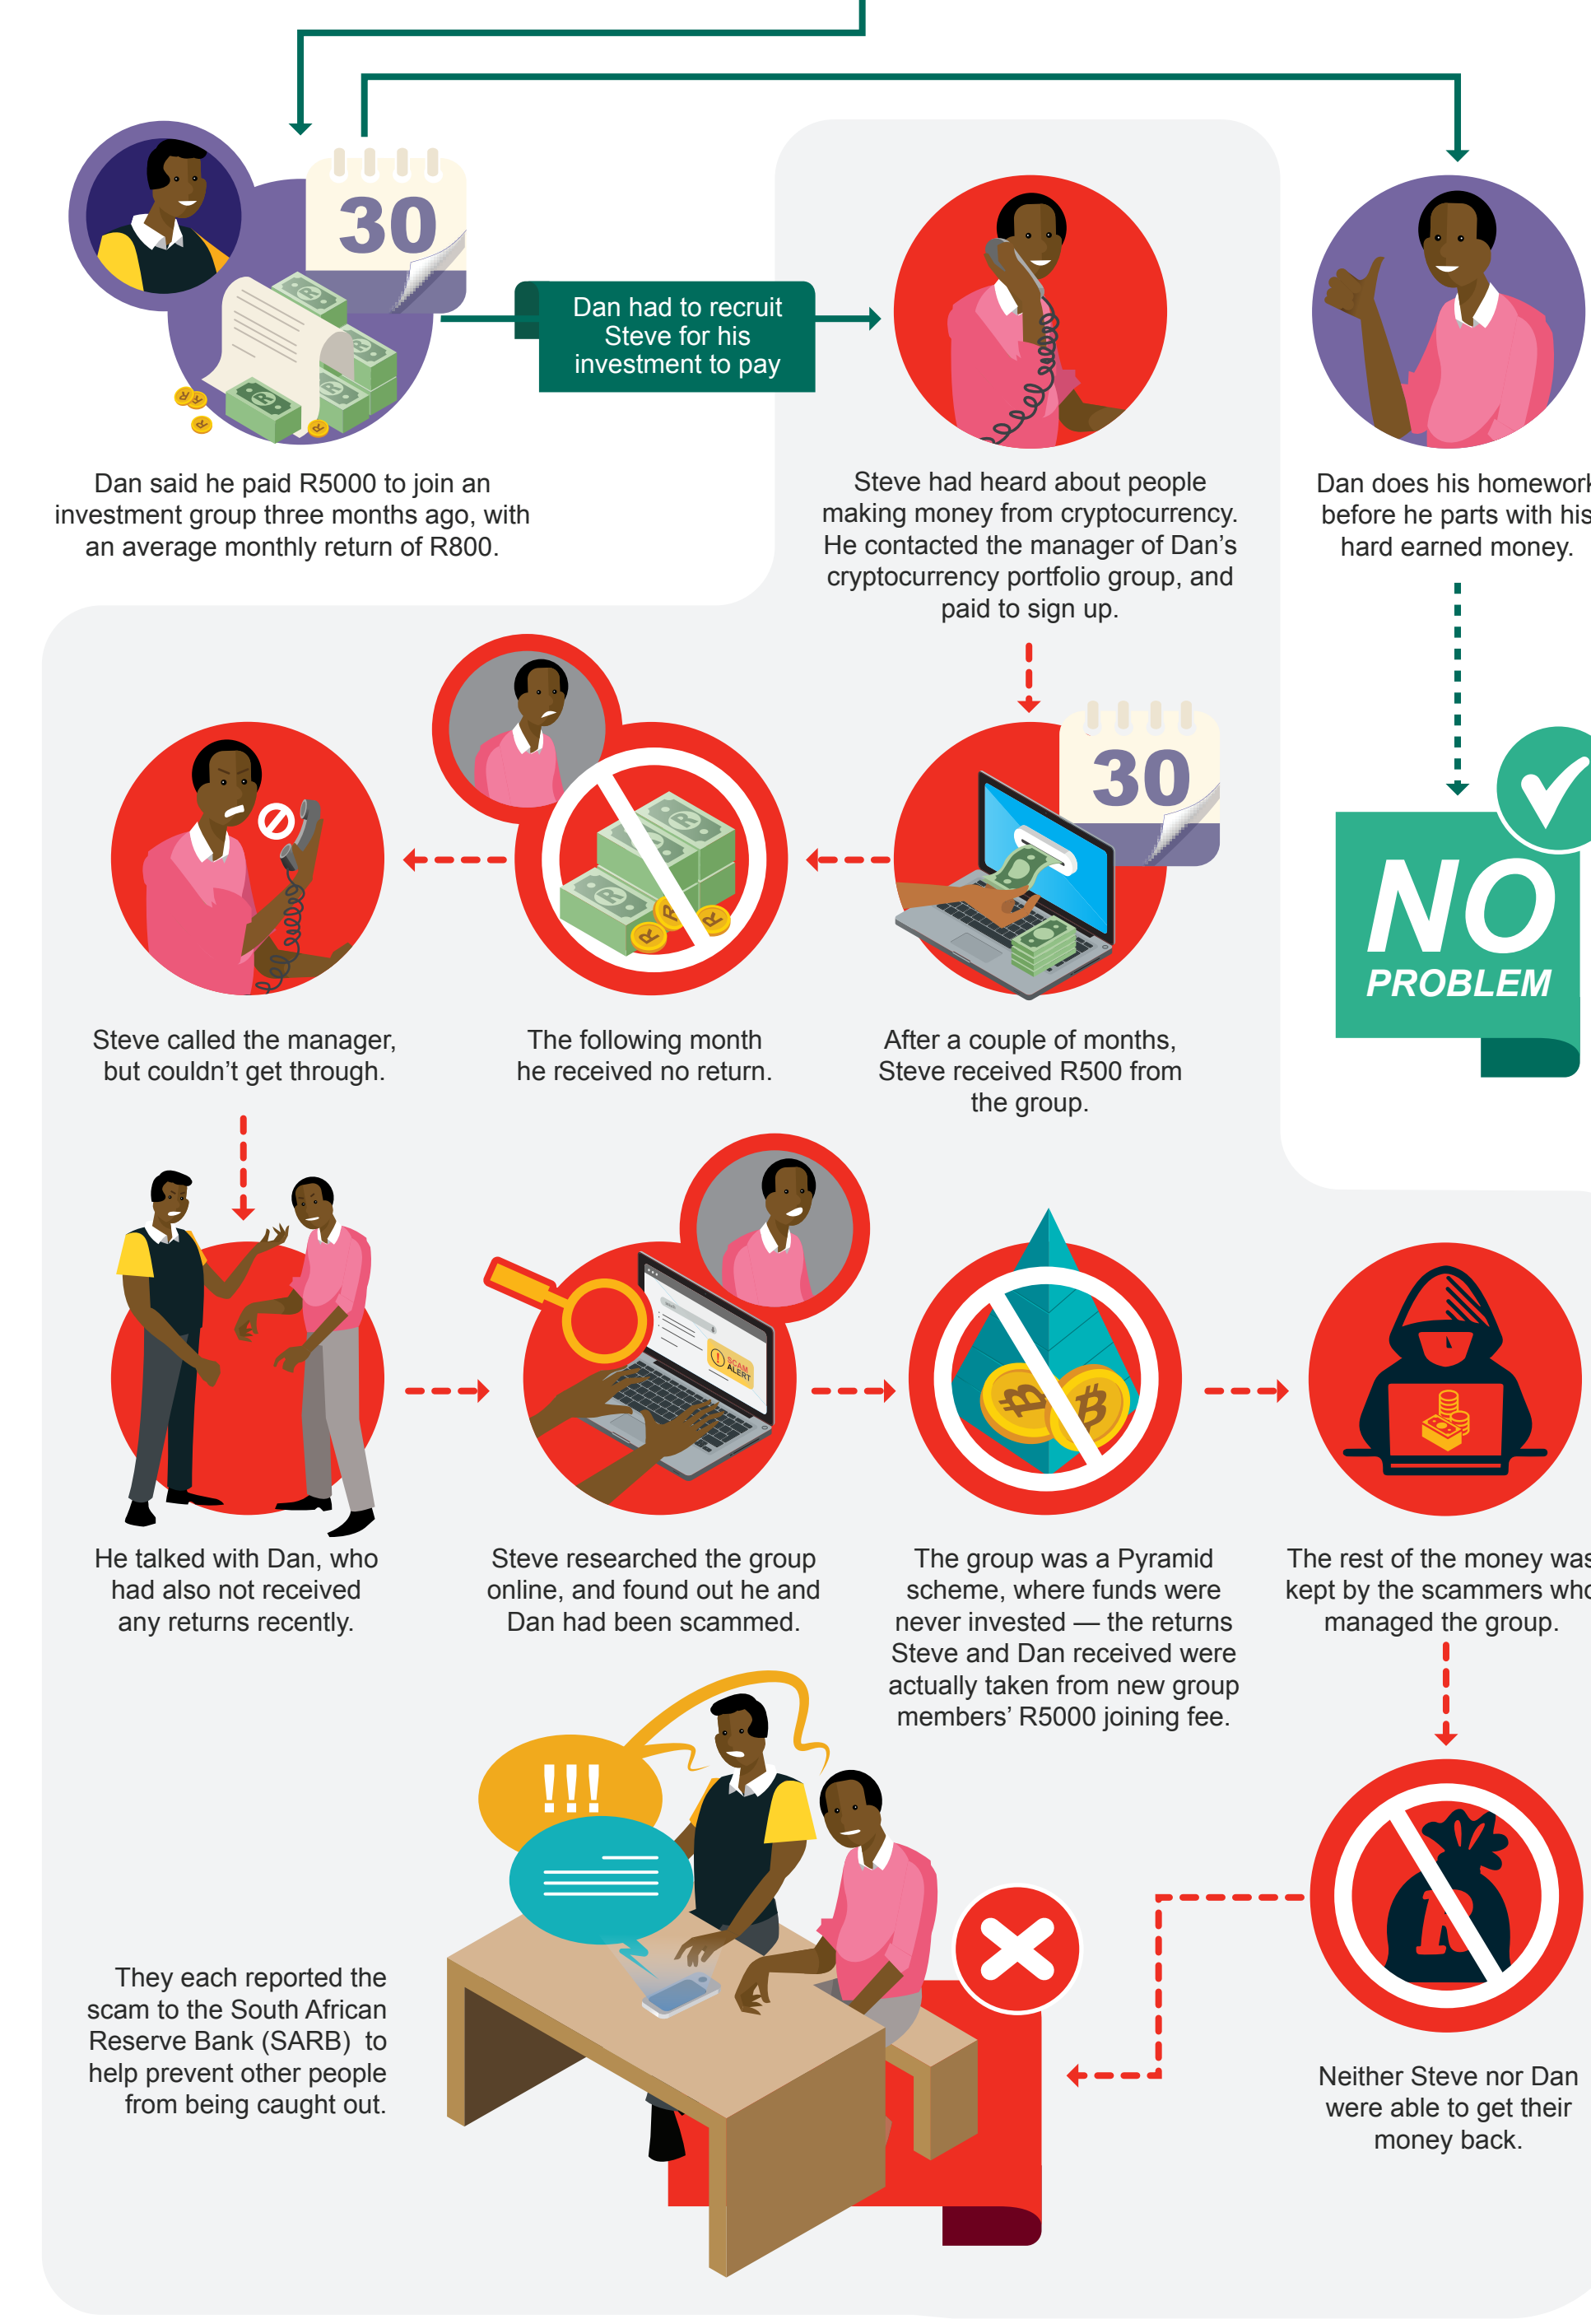 30
Dan had to recruit
Steve for his
investment to pay
Dan said he paid R5000 to join an
investment group three months ago, with
an average monthly return of R800.
Steve had heard about people
making money from cryptocurrency.
He contacted the manager of Dan’s
cryptocurrency portfolio group, and
paid to sign up.
Dan does his homework
before he parts with his
hard earned money.
NO
PROBLEM
30
After a couple of months,
Steve received R500 from
the group.
The following month
he received no return.
Steve called the manager,
but couldn’t get through.
He talked with Dan, who
had also not received
any returns recently.
SCAM
ALERT
Steve researched the group
online, and found out he and
Dan had been scammed.
The group was a Pyramid
scheme, where funds were
never invested — the returns
Steve and Dan received were
actually taken from new group
members’ R5000 joining fee.
The rest of the money was
kept by the scammers who
managed the group.
R
Neither Steve nor Dan
were able to get their
money back.
!!!
They each reported the
scam to the South African
Reserve Bank (SARB) to
help prevent other people
from being caught out.